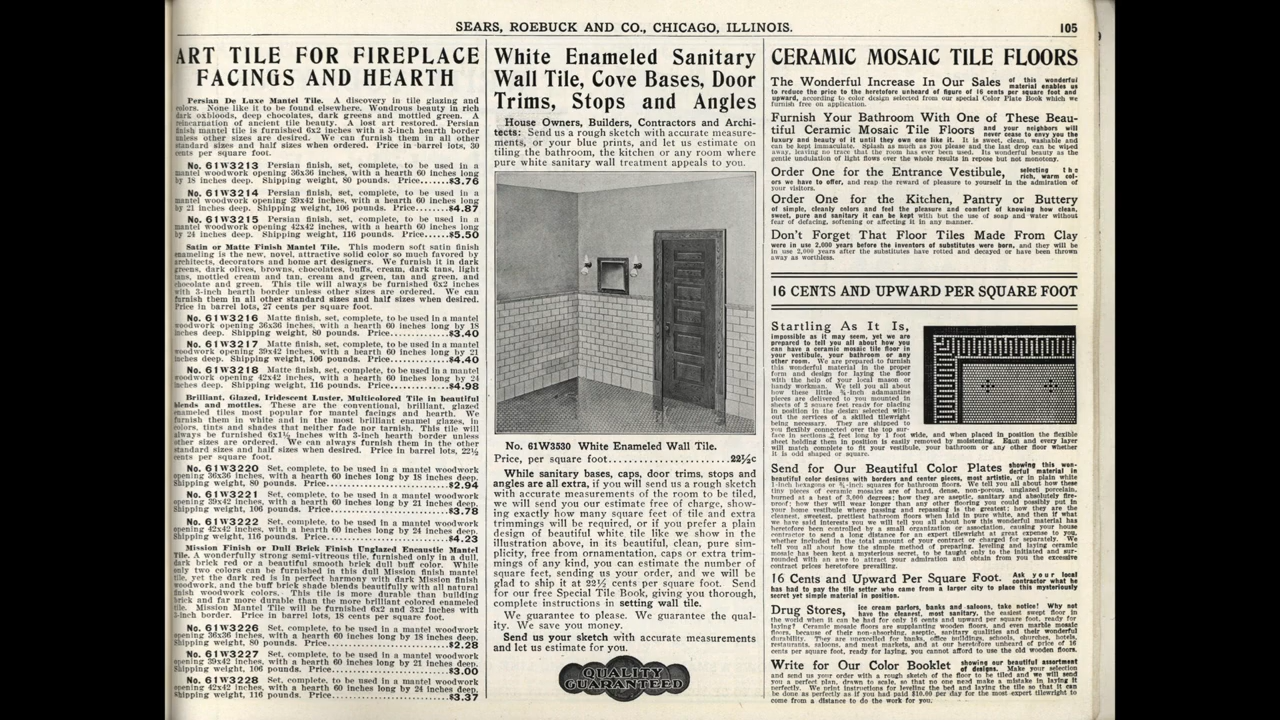 SEARS, ROEBUCK AND CO., CHICAGO, ILLINOIS.
105
ART TILE FOR FIREPLACE
FACINGS AND HEARTH
Persian De Luxe Mantel Tile. A discovery in tile glazing and
colors. None like it to be found elsewhere. Wondrous beauty in rich
dark oxbloods, deep chocolates, dark greens and mottled green. A
reincarnation of ancient tile beauty. A lost art restored. Persian
finish mantel tile is furnished 6x2 inches with a 3-inch hearth border
unless other sizes are desired. We can furnish them in all other
standard sizes and half sizes when ordered. Price in barrel lots, 30
cents per square foot.
No. 61W3213 Persian finish, set, complete, to be used in a
mantel woodwork opening 36x36 inches, with a hearth 60 inches long
by 18 inches deep. Shipping weight, 80 pounds. Price......$3.76
No. 61W3214 Persian finish, set, complete, to be used in a
mantel woodwork opening 39x42 inches, with a hearth 60 inches long
by 21 inches deep. Shipping weight, 106 pounds. Price......$4.87
No. 61W3215 Persian finish, set, complete, to be used in a
mantel woodwork opening 42x42 inches, with a hearth 60 inches long
by 24 inches deep. Shipping weight, 116 pounds. Price......$5.50
Satin or Matte Finish Mantel Tile. This modern soft satin finish
enameling is the new, novel, attractive solid color so much favored by
architects, decorators and home art designers. We furnish it in dark
greens, dark olives, browns, chocolates, buffs, cream, dark tans, light
tans, mottled cream and tan, cream and green, tan and green, and
chocolate and green. This tile will always be furnished 6x2 inches
with 3-inch hearth border unless other sizes are ordered. We can
furnish them in all other standard sizes and half sizes when desired.
Price in barrel lots, 27 cents per square foot.
No. 61W3216 Matte finish, set, complete, to be used in a mantel
woodwork opening 36x36 inches, with a hearth 60 inches long by 18
inches deep. Shipping weight, 80 pounds. Price..........$3.40
No. 61W3217 Matte finish, set, complete, to be used in a mantel
woodwork opening 39x42 inches, with a hearth 60 inches long by 21
inches deep. Shipping weight, 106 pounds. Price..........$4.40
No. 61W3218 Matte finish, set, complete, to be used in a mantel
woodwork opening 42x42 inches, with a hearth 60 inches long by 24
inches deep. Shipping weight, 116 pounds. Price..........$4.98
Brilliant, Glazed, Iridescent Luster, Multicolored Tile in beautiful
blends and mottles. These are the conventional, brilliant, glazed
enameled tiles most popular for mantel facings and hearth. We
furnish them in white and in the most brilliant enamel glazes, in
colors, tints and shades that neither fade nor tarnish. This tile will
always be furnished 6x1½ inches with 3-inch hearth border unless
other sizes are ordered. We can always furnish them in the other
standard sizes and half sizes when desired. Price in barrel lots, 22½
cents per square foot.
No. 61W3220 Set, complete, to be used in a mantel woodwork
opening 36x36 inches, with a hearth 60 inches long by 18 inches deep.
Shipping weight, 80 pounds. Price..........$2.94
No. 61W3221 Set, complete, to be used in a mantel woodwork
opening 39x42 inches, with a hearth 60 inches long by 21 inches deep.
Shipping weight, 106 pounds. Price..........$3.78
No. 61W3222 Set, complete, to be used in a mantel woodwork
opening 42x42 inches, with a hearth 60 inches long by 24 inches deep.
Shipping weight, 116 pounds. Price..........$4.23
Mission Finish or Dull Brick Finish Unglazed Encaustic Mantel
Tile. A wonderfully strong semi-vitreous tile, furnished only in a dull,
dark brick red or a beautiful smooth brick dull buff color. While
only two colors can be furnished in this dull Mission finish mantel
tile, yet the dark red is in perfect harmony with dark Mission finish
woodwork, and the buff brick shade blends beautifully with all natural
finish woodwork colors. This tile is more durable than building
brick and far more durable than the more brilliant colored enameled
tile. Mission Mantel Tile will be furnished 6x2 and 3x2 inches with
3-inch border. Price in barrel lots, 18 cents per square foot.
No. 61W3226 Set, complete, to be used in a mantel woodwork
opening 36x36 inches, with a hearth 60 inches long by 18 inches deep.
Shipping weight, 80 pounds. Price..........$2.28
No. 61W3227 Set, complete, to be used in a mantel woodwork
opening 39x42 inches, with a hearth 60 inches long by 21 inches deep.
Shipping weight, 106 pounds. Price..........$3.00
No. 61W3228 Set, complete, to be used in a mantel woodwork
opening 42x42 inches, with a hearth 60 inches long by 24 inches deep.
Shipping weight, 116 pounds. Price..........$3.37
White Enameled Sanitary
Wall Tile, Cove Bases, Door
Trims, Stops and Angles
House Owners, Builders, Contractors and Archi-
tects: Send us a rough sketch with accurate measure-
ments, or your blue prints, and let us estimate on
tiling the bathroom, the kitchen or any room where
pure white sanitary wall treatment appeals to you.
No. 61W3530 White Enameled Wall Tile.
Price, per square foot......................22½c
While sanitary bases, caps, door trims, stops and
angles are all extra, if you will send us a rough sketch
with accurate measurements of the room to be tiled,
we will send our estimate free of charge, show-
ing exactly how many square feet of tile and extra
trimmings will be required, or if you prefer a plain
design of beautiful white tile like we show in the
illustration above, in its beautiful, clean, pure sim-
plicity, free from ornamentation, caps or extra trim-
mings of any kind, you can estimate the number of
square feet, sending us your order, and we will be
glad to ship it at 22½ cents per square foot. Send
for our free Special Tile Book, giving you thorough,
complete instructions in setting wall tile.
We guarantee to please. We guarantee the qual-
ity. We save you money.
Send us your sketch with accurate measurements
and let us estimate for you.
QUALITY
GUARANTEED
CERAMIC MOSAIC TILE FLOORS
The Wonderful Increase In Our Sales of this wonderful
material enables us
to reduce the price to the heretofore unheard of figure of 16 cents per square foot and
upward, according to color design selected from our special Color Plate Book which we
furnish free on application.
Furnish Your Bathroom With One of These Beau-
tiful Ceramic Mosaic Tile Floors and your neighbors will
never cease to envy you the
luxury and beauty of it until they own one like it. It is sweet, clean, washable and
can be kept immaculate. Splash as much as you please and the last drop can be wiped
away, leaving no trace that the room has ever been used. Its wonderful beauty as the
gentle undulation of light flows over the whole results in repose but not monotony.
Order One for the Entrance Vestibule, selecting the
rich, warm col-
ors we have to offer, and reap the reward of pleasure to yourself in the admiration of
your visitors.
Order One for the Kitchen, Pantry or Buttery
of simple, cleanly colors and feel the pleasure and comfort of knowing how clean,
sweet, pure and sanitary it can be kept with but the use of soap and water without
fear of defacing, softening or affecting it in any manner.
Don't Forget That Floor Tiles Made From Clay
were in use 2,000 years before the inventors of substitutes were born, and they will be
in use 2,000 years after the substitutes have rotted and decayed or have been thrown
away as worthless.
16 CENTS AND UPWARD PER SQUARE FOOT
Startling As It Is,
impossible as it may seem, yet we are
prepared to tell you all about how you
can have a ceramic mosaic tile floor in
your vestibule, your bathroom or any
other room. We are prepared to furnish
this wonderful material in the proper
form and design for laying the floor
with the help of your local mason or
handy workman. We tell you all about
how these little ¾-inch adamantine
pieces are delivered to you mounted in
sheets of 2 square feet ready for placing
in position in the design selected with-
out the services of a skilled tilewright
being necessary. They are shipped to
you flexibly connected over the top sur-
face in sections 2 feet long by 1 foot wide, and when placed in position the flexible
sheet holding them in position is easily removed by moistening. Each and every layer
will match complete to fit your vestibule, your bathroom or any other floor whether
it is odd shaped or square.
Send for Our Beautiful Color Plates showing this won-
derful material in
beautiful color designs with borders and center pieces, most artistic, or in plain white
1-inch hexagons or ¾-inch squares for bathroom floors. We tell you all about how these
tiny pieces of ceramic mosaics are of hard, dense, non-porous, unglazed porcelain,
burned at a heat of 3,000 degrees; how they are aseptic, sanitary and absolutely fire-
proof; how they will wear longer than any other floor you could possibly put in
your home vestibule where passing and repassing is the greatest; how they are the
cleanest, sweetest, prettiest bathroom floors when laid in pure white, and then if what
we have said interests you we will tell you all about how this wonderful material has
heretofore been controlled by a small organization or association, causing your house
contractor to send a long distance for an expert tilewright at great expense to you,
whether included in the total amount of your contract or charged for separately. We
tell you all about how the simple method of preparing, leveling and laying ceramic
mosaic has been kept a mysterious secret, to be taught only to the initiated and sur-
rounded with an awe to attract your admiration and obtain from you the excessive
contract prices heretofore prevailing.
16 Cents and Upward Per Square Foot. Ask your local
contractor what he
has had to pay the tile setter who came from a larger city to place this mysteriously
secret yet simple material in position.
Drug Stores, ice cream parlors, banks and saloons, take notice! Why not
have the cleanest, most sanitary, the easiest swept floor in
the world when it can be had for only 16 cents and upward per square foot, ready for
laying? Ceramic mosaic floors are supplanting wooden floors, and even marble mosaic
floors, because of their non-absorbing, aseptic, sanitary qualities and their wonderful
durability. They are unexcelled for banks, office buildings, schools, churches, hotels,
restaurants, saloons, and meat markets, and at our heretofore unheard of price of 16
cents per square foot, ready for laying, you cannot afford to use the old wooden floors.
Write for Our Color Booklet showing our beautiful assortment
of designs. Make your selection
and send us your order with a rough sketch of the floor to be tiled and we will send
you a perfect plan, drawn to scale, so that no one need make a mistake in laying it
perfectly. We print instructions for leveling the bed and laying the tile so that it can
be done as perfectly as if you had paid $10.00 per day for the most expert tilewright to
come from a distance to do the work for you.